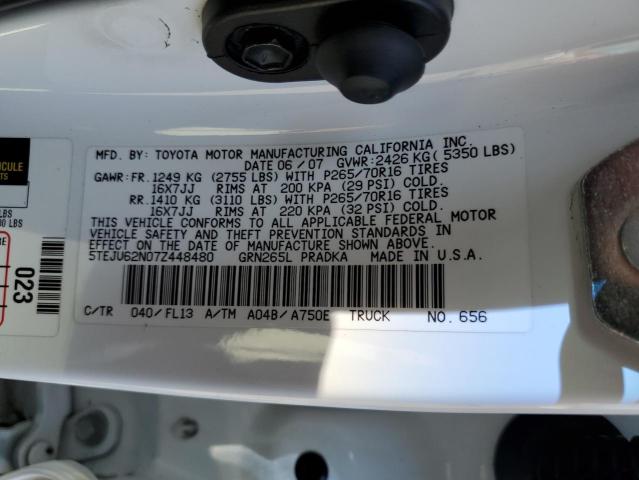 MFD. BY: TOYOTA MOTOR MANUFACTURING CALIFORNIA INC.
DATE 06/07 GVWR: 2426 KG( 5350 LBS)
GAWR: FR. 1249 KG (2755 LBS) WITH P265/70R16 TIRES
16X7JJ RIMS AT 200 KPA (29 PSI) COLD.
RR. 1410 KG (3110 LBS) WITH P265/70R16 TIRES
16X7JJ RIMS AT 220 KPA (32 PSI) COLD.
THIS VEHICLE CONFORMS TO ALL APPLICABLE FEDERAL MOTOR
VEHICLE SAFETY AND THEFT PREVENTION STANDARDS IN
EFFECT ON THE DATE OF MANUFACTURE SHOWN ABOVE.
5TEJU62N07Z448480 GRN265L PRADKA MADE IN U.S.A.
C/TR 040/FL13 A/TM A04B/A750E TRUCK NO. 656
023
LBS